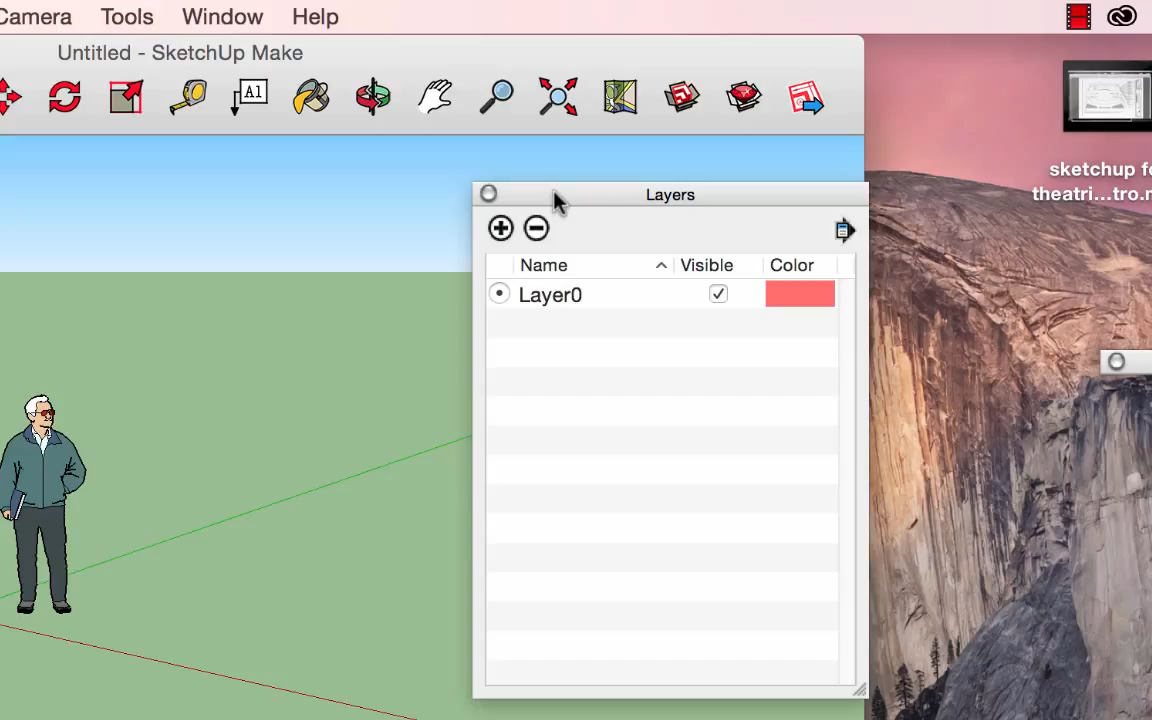 Camera Tools Window Help
Untitled - SketchUp Make
A1
sketchup fo
theatri...tro.m
Layers
Name Visible Color
Layer0